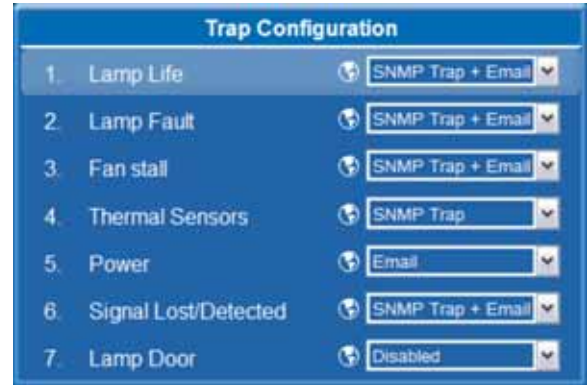 Trap Configuration
1. Lamp Life SNMP Trap + Email
2. Lamp Fault SNMP Trap + Email
3. Fan stall SNMP Trap + Email
4. Thermal Sensors SNMP Trap
5. Power Email
6. Signal Lost/Detected SNMP Trap + Email
7. Lamp Door Disabled